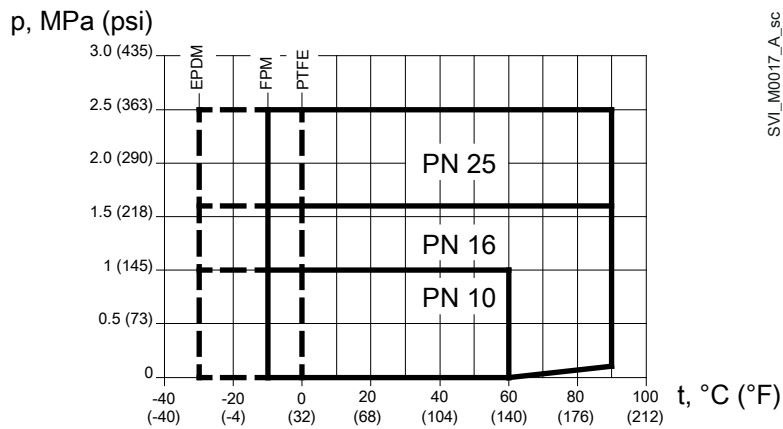 p, MPa (psi)
3.0 (435)
2.5 (363)
2.0 (290)
1.5 (218)
1 (145)
0.5 (73)
0
EPDM
FPM
PTFE
PN 25
PN 16
PN 10
-40 -20 0 20 40 60 80 100
(-40) (-4) (32) (68) (104) (140) (176) (212)
t, °C (°F)
SVI_M0017_A_sc